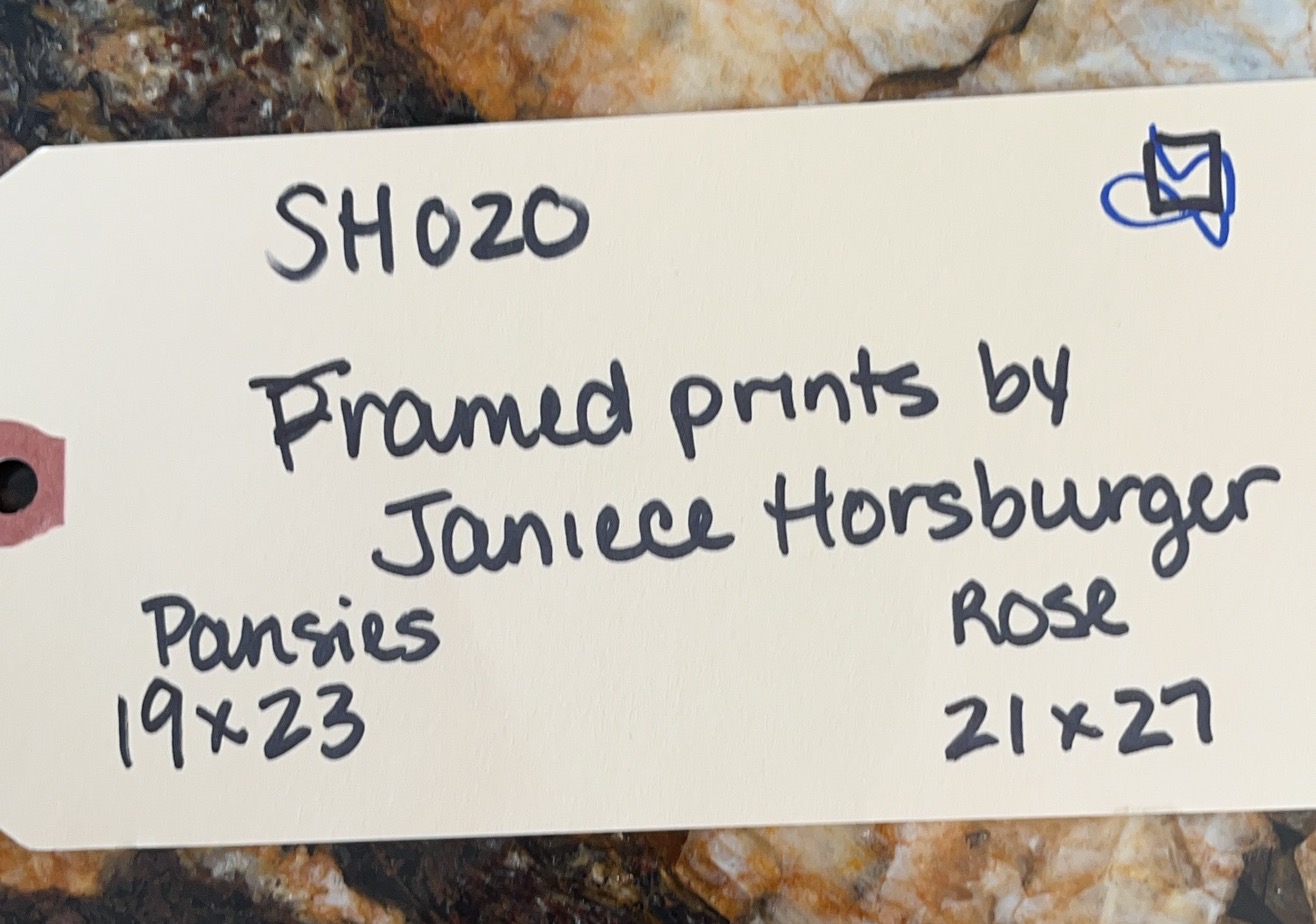 SH020
Framed prints by
Janiece Horsburger
Pansies
19x23
Rose
21x27